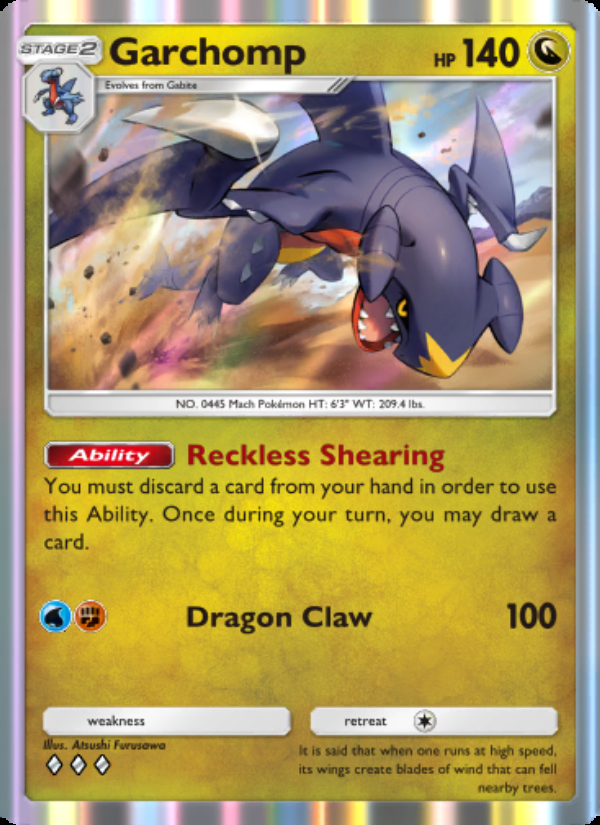 STAGE 2 Garchomp HP 140
Evolves from Gabite
NO. 0445 Mach Pokémon HT: 6'3" WT: 209.4 lbs.
Ability Reckless Shearing
You must discard a card from your hand in order to use
this Ability. Once during your turn, you may draw a
card.
Dragon Claw 100
weakness retreat
Illus. Atsushi Furusawa
It is said that when one runs at high speed,
its wings create blades of wind that can fell
nearby trees.